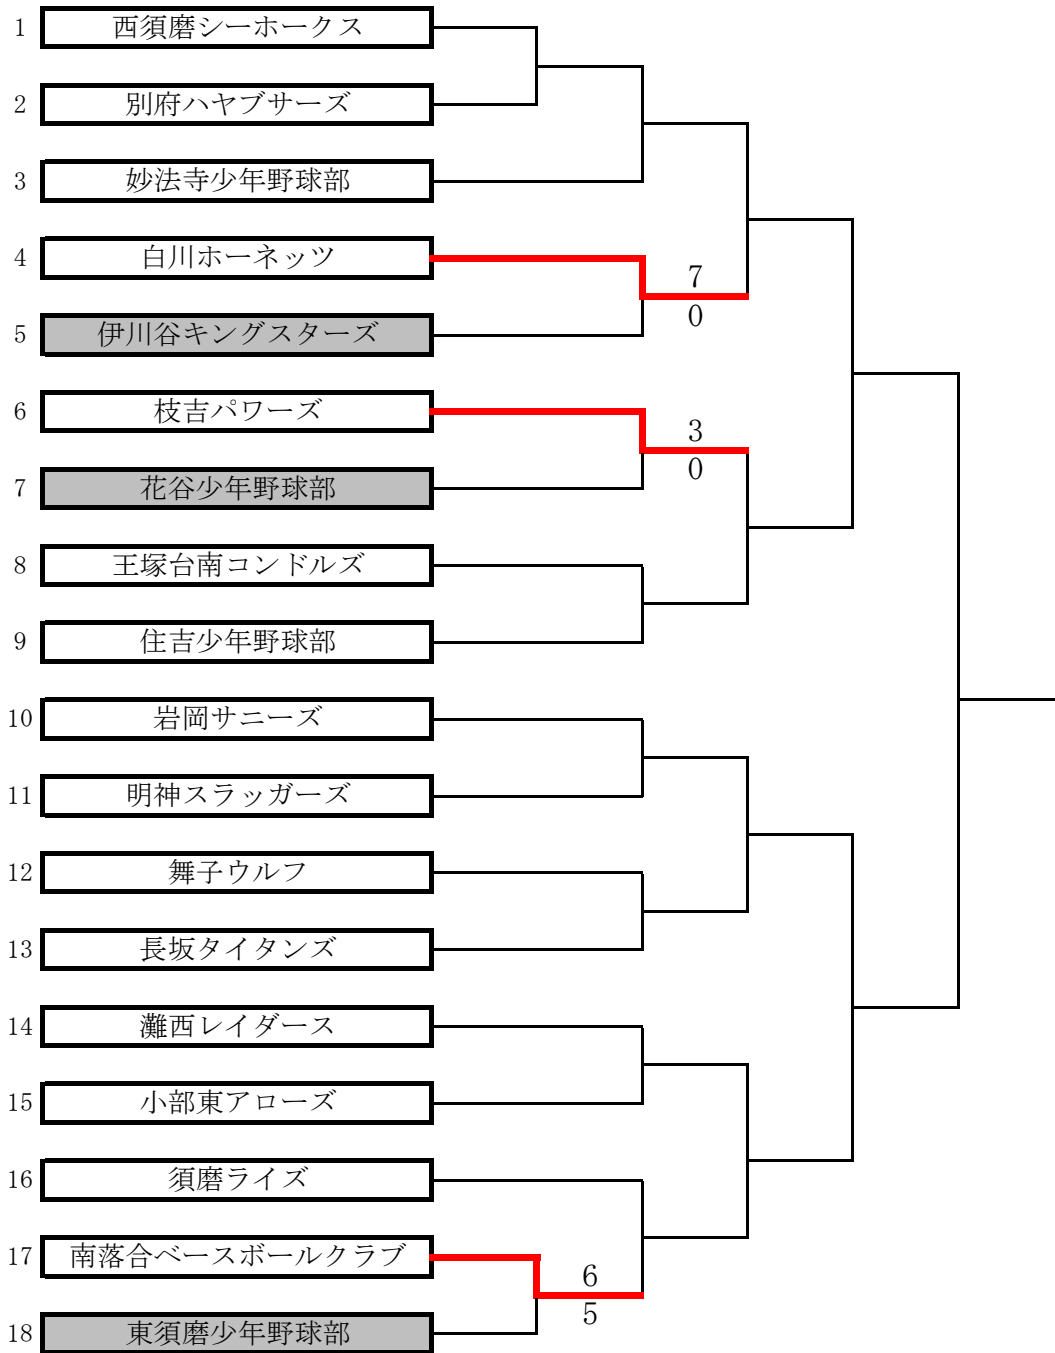 1 西須磨シーホークス
2 別府ハヤブサーズ
3 妙法寺少年野球部
4 白川ホーネッツ
7
0
5 伊川谷キングスターズ
6 枝吉パワーズ
3
0
7 花谷少年野球部
8 王塚台南コンドルズ
9 住吉少年野球部
10 岩岡サニーズ
11 明神スラッガーズ
12 舞子ウルフ
13 長坂タイタンズ
14 灘西レイダース
15 小部東アローズ
16 須磨ライズ
17 南落合ベースボールクラブ
6
5
18 東須磨少年野球部